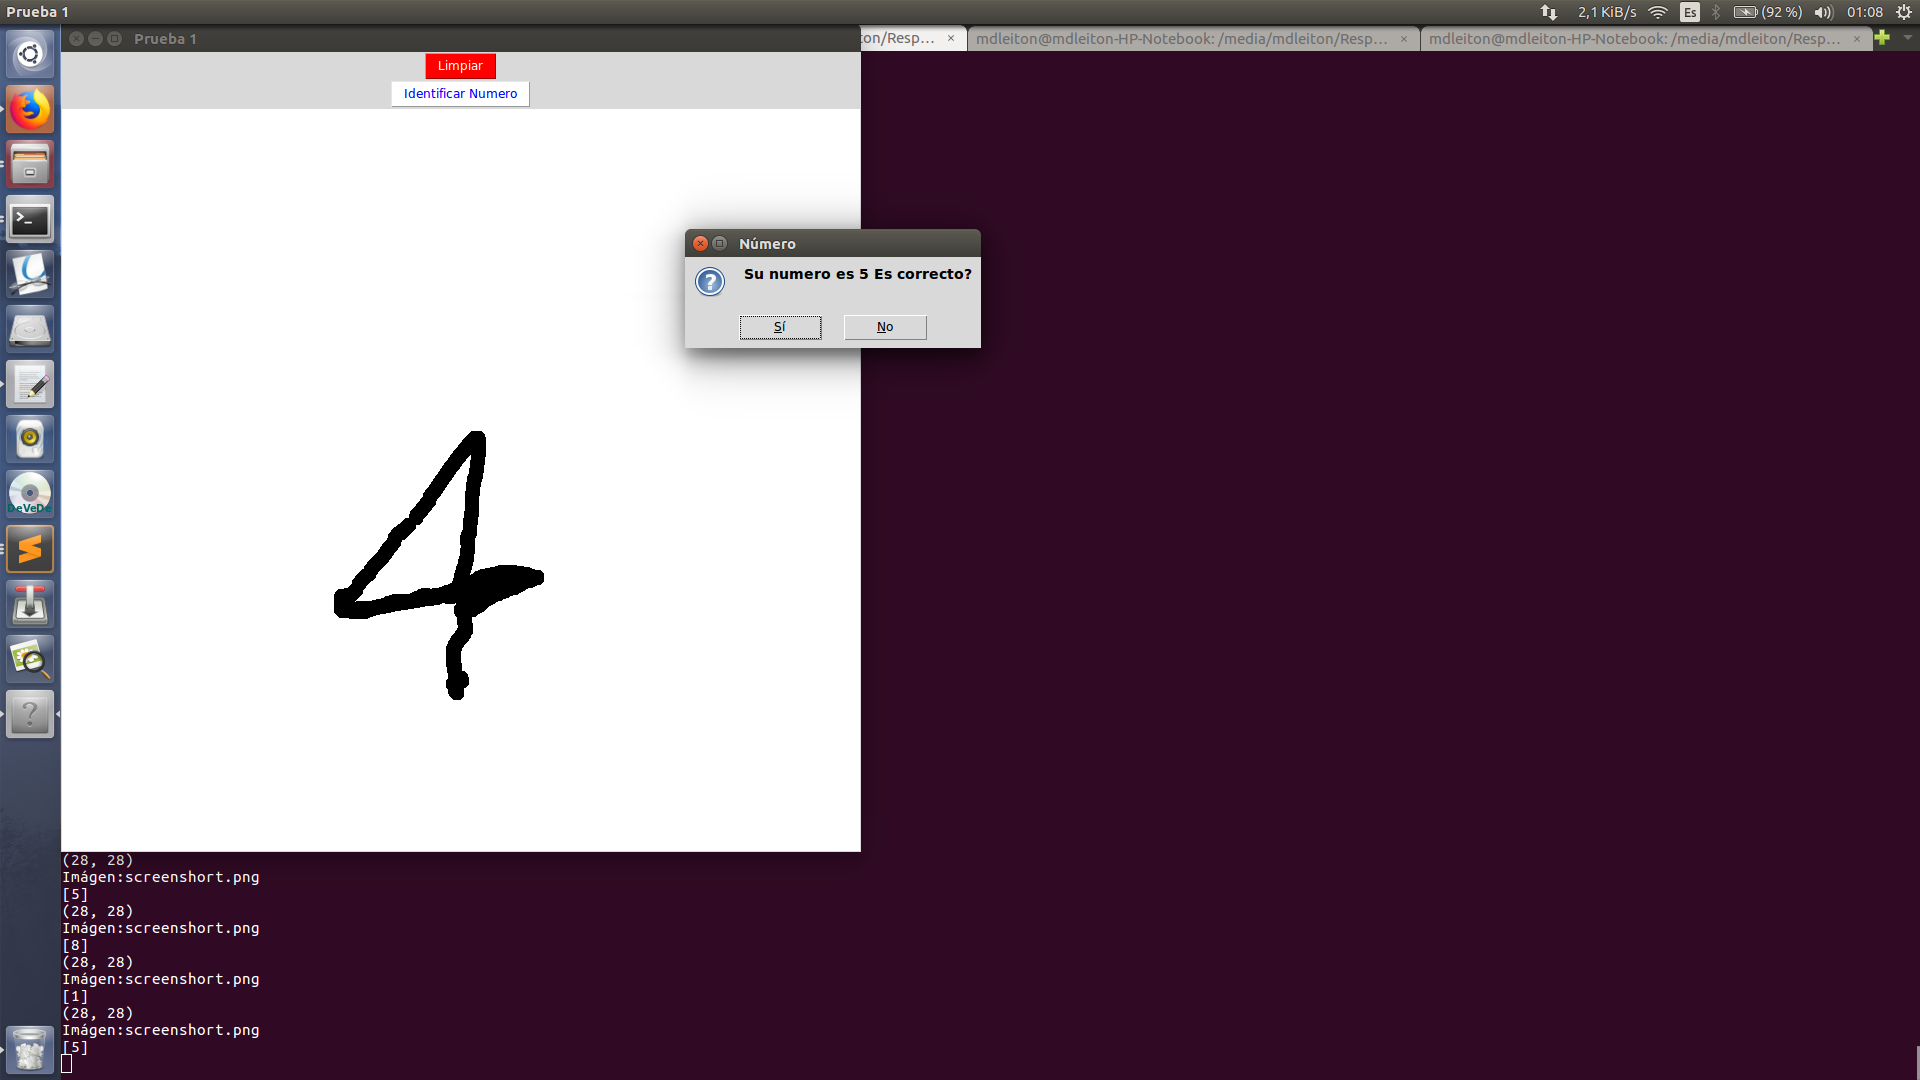 Prueba 1
2,1 KiB/s
Es
(92 %)
01:08
Prueba 1
on/Resp...
mdleiton@mdleiton-HP-Notebook: /media/mdleiton/Resp...
mdleiton@mdleiton-HP-Notebook: /media/mdleiton/Resp...
Limpiar
Identificar Numero
Número
Su numero es 5 Es correcto?
Sí
No
4
DeVeDe
(28, 28)
Imágen:screenshort.png
[5]
(28, 28)
Imágen:screenshort.png
[8]
(28, 28)
Imágen:screenshort.png
[1]
(28, 28)
Imágen:screenshort.png
[5]